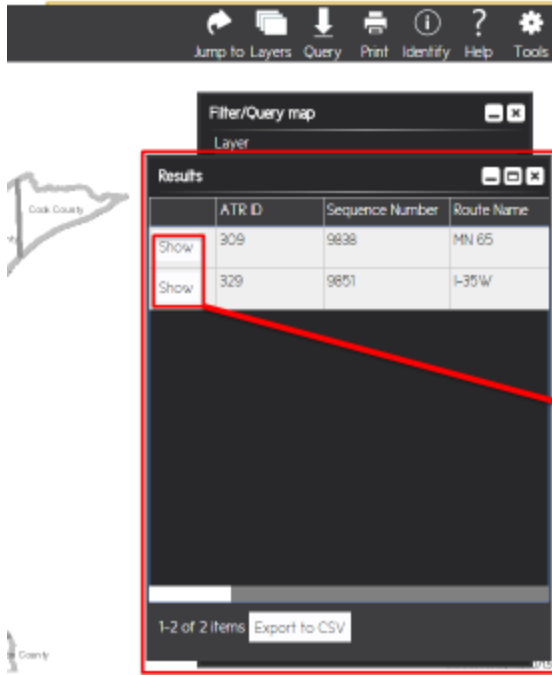 Jump to Layers Query Print Identify Help Tools
Filter/Query map
Layer
Cook County
Results
ATR ID Sequence Number Route Name
Show 309 9838 MN 65
Show 329 9851 I-35W
1-2 of 2 items Export to CSV
County